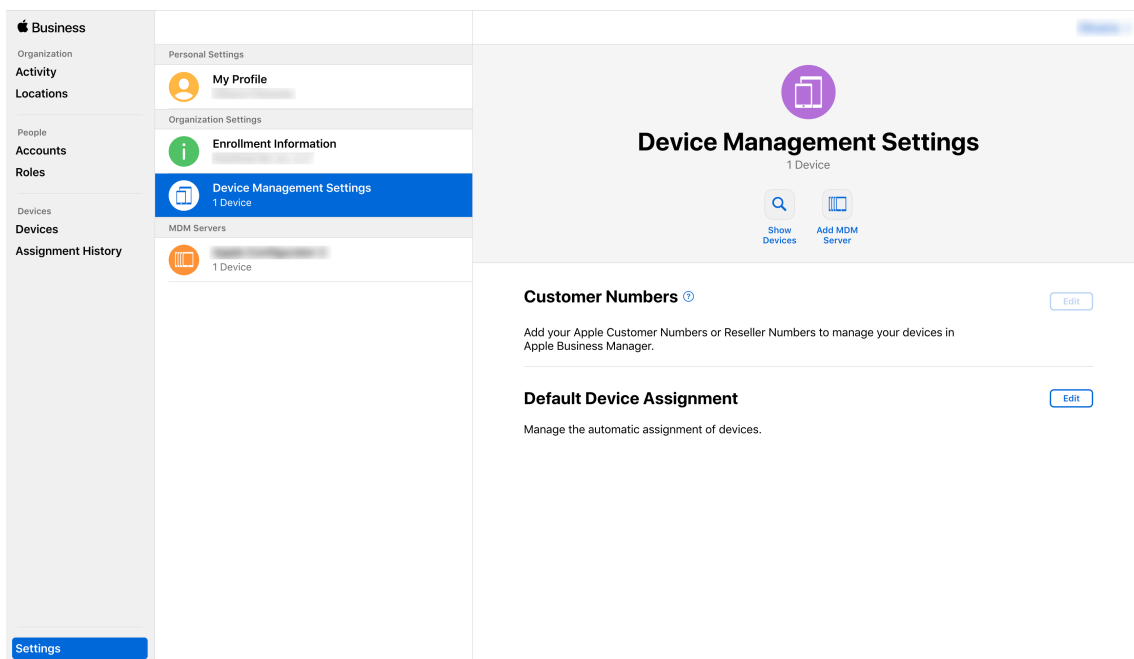 Business
Organization
Activity
Locations
People
Accounts
Roles
Devices
Devices
Assignment History
Settings
Personal Settings
My Profile
Organization Settings
Enrollment Information
Device Management Settings
1 Device
MDM Servers
1 Device
Device Management Settings
1 Device
Show
Devices
Add MDM
Server
Customer Numbers ?
Edit
Add your Apple Customer Numbers or Reseller Numbers to manage your devices in
Apple Business Manager.
Default Device Assignment
Edit
Manage the automatic assignment of devices.